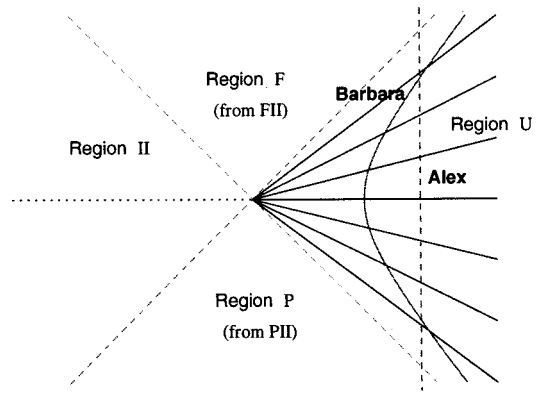 Region F
(from FII)
Barbara
Region U
Region II
Alex
Region P
(from PII)